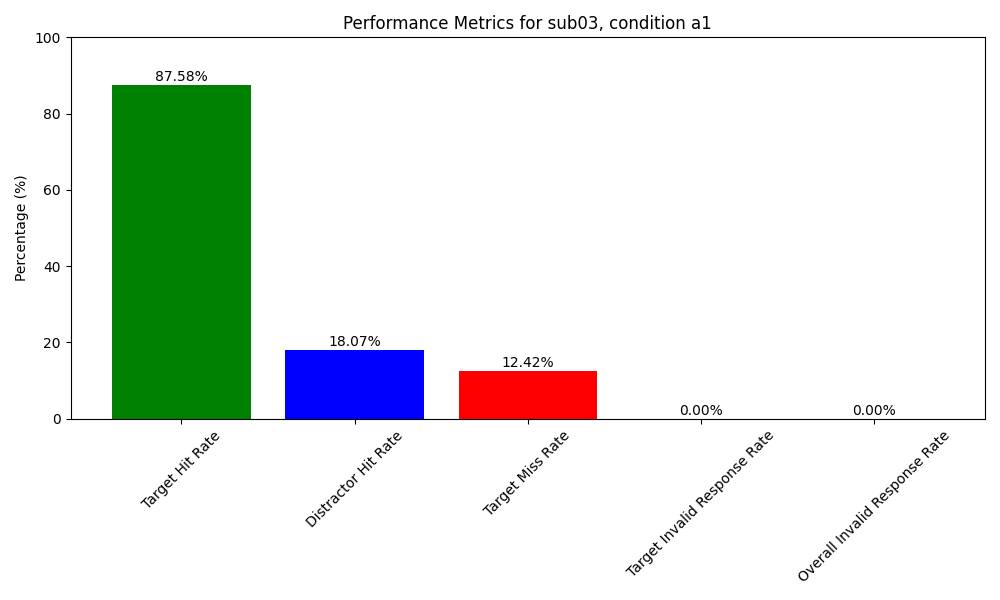 Performance Metrics for sub03, condition a1
Percentage (%)
100
80
60
40
20
0
87.58%
18.07%
12.42%
0.00%
0.00%
Target Hit Rate
Distractor Hit Rate
Target Miss Rate
Target Invalid Response Rate
Overall Invalid Response Rate